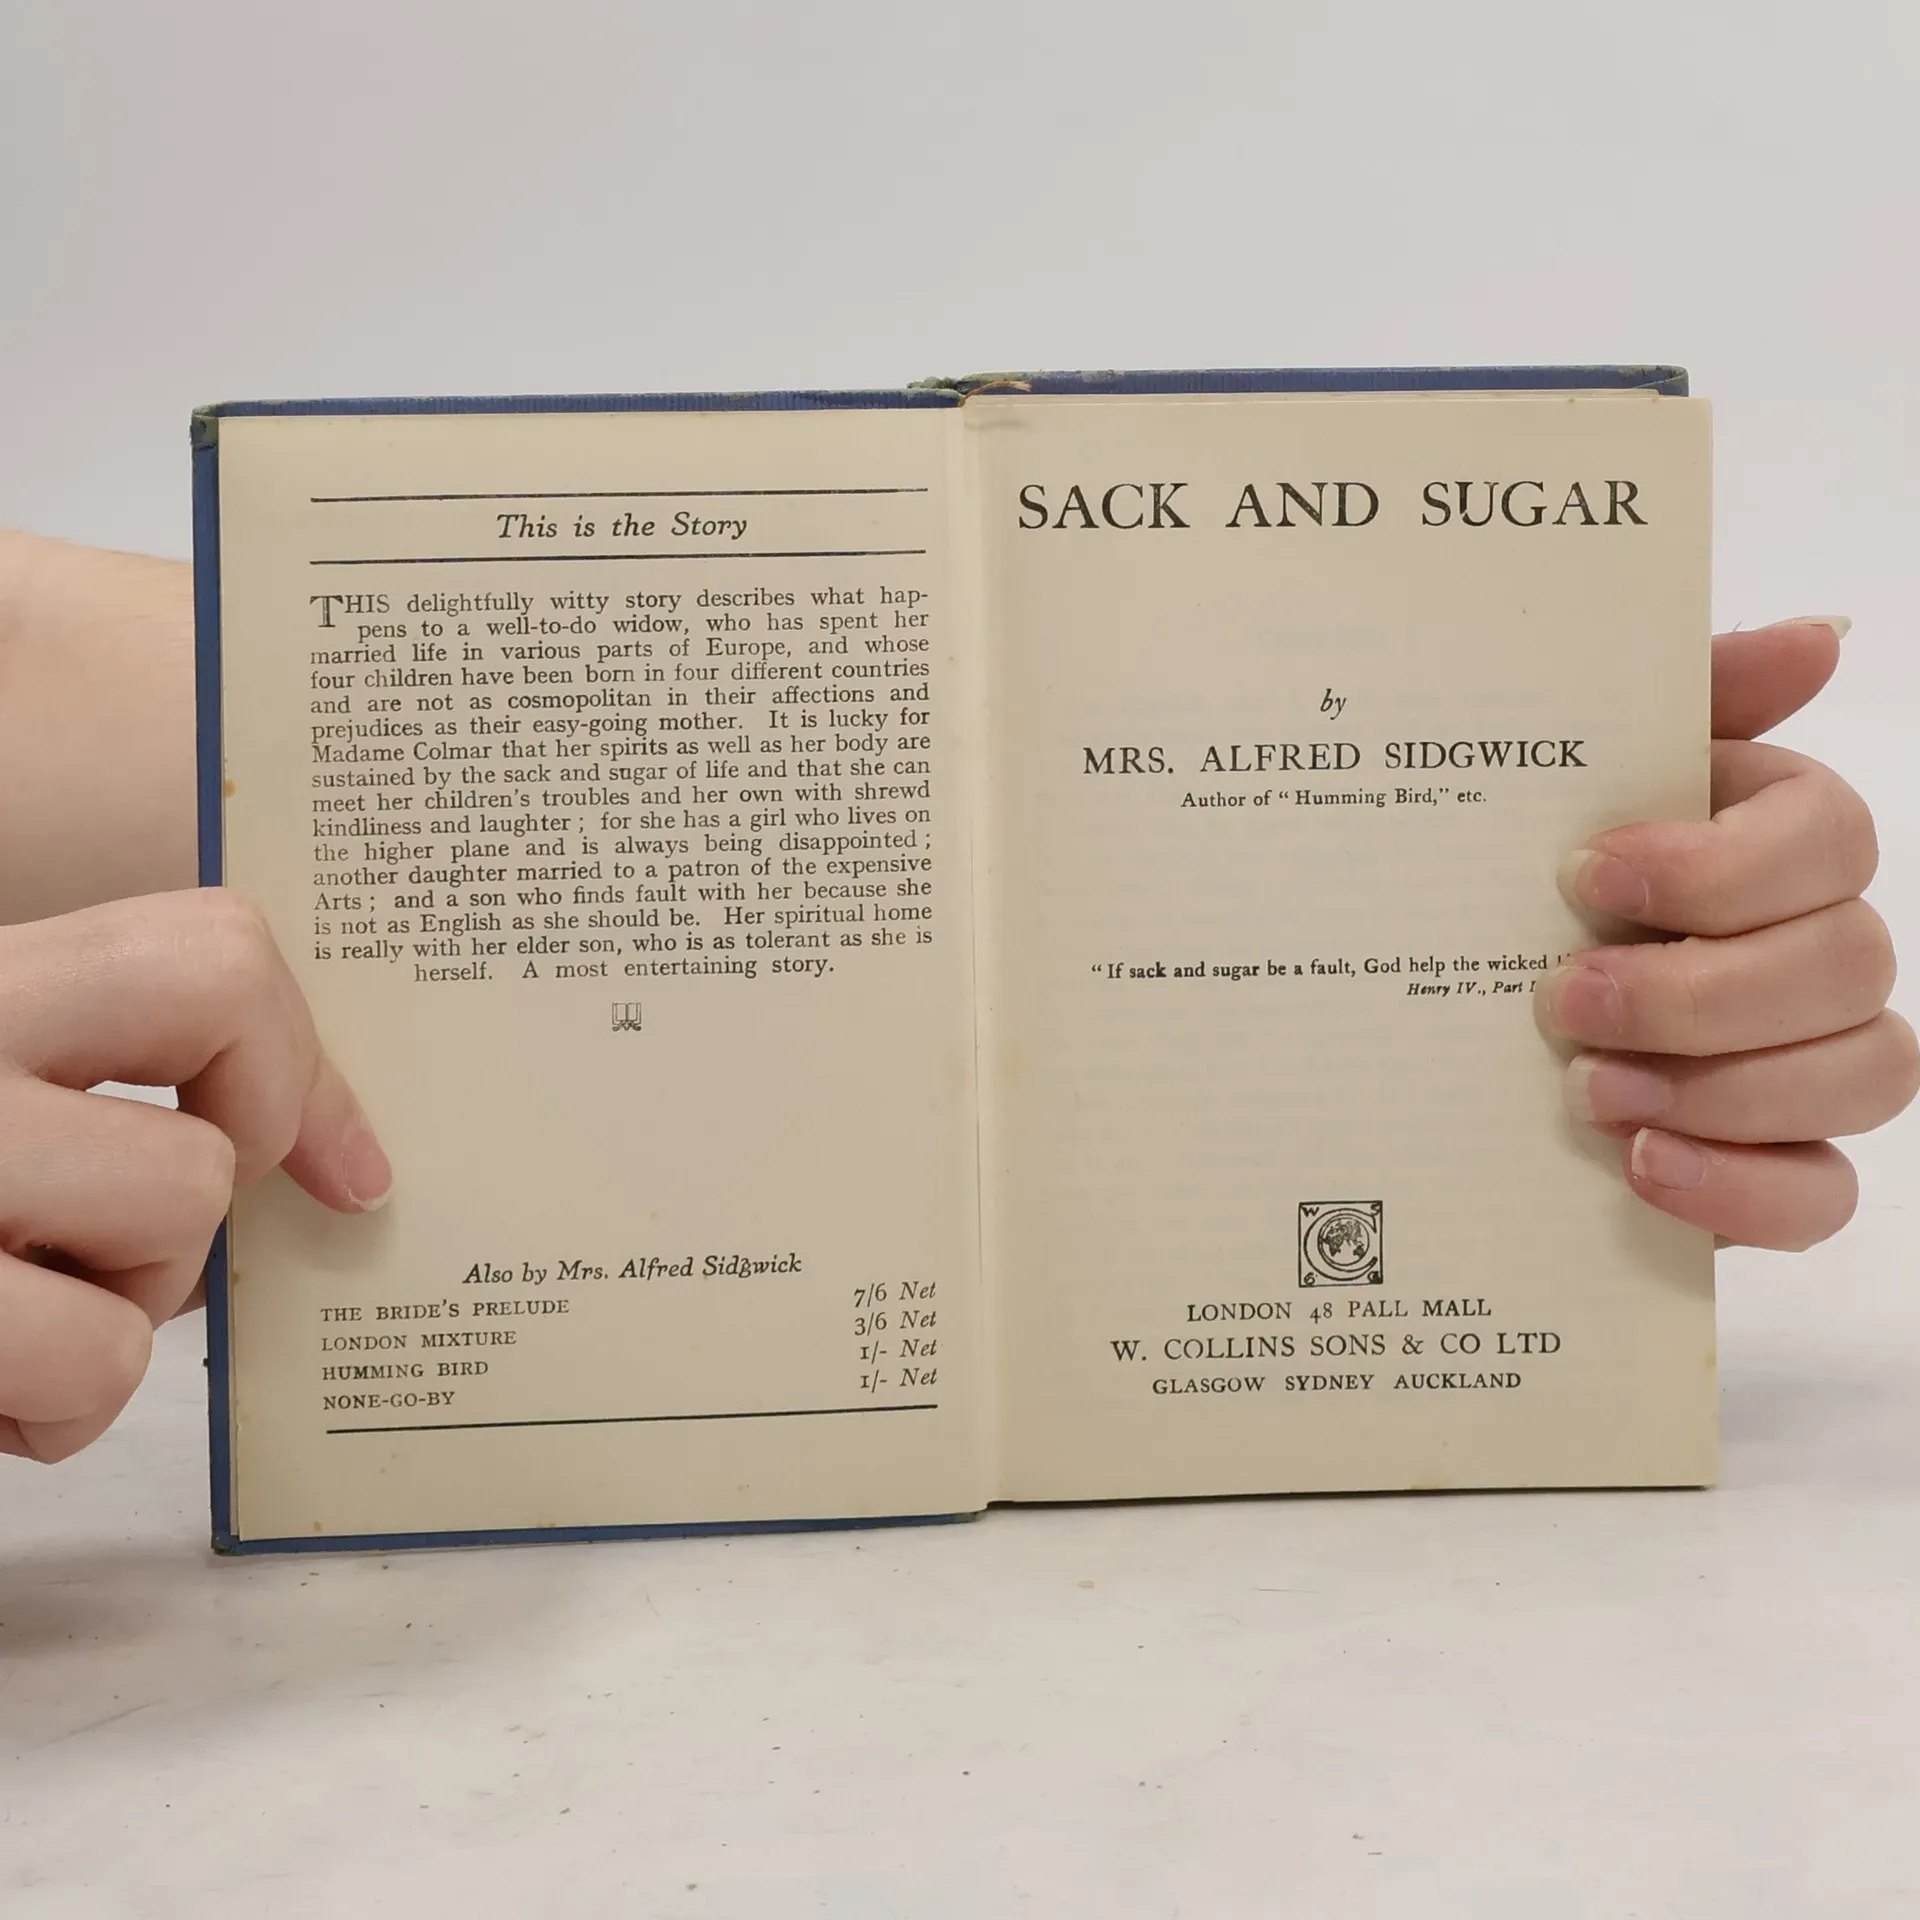 This is the Story
THIS delightfully witty story describes what hap-
pens to a well-to-do widow, who has spent her
married life in various parts of Europe, and whose
four children have been born in four different countries
and are not as cosmopolitan in their affections and
prejudices as their easy-going mother. It is lucky for
Madame Colmar that her spirits as well as her body are
sustained by the sack and sugar of life and that she can
meet her children's troubles and her own with shrewd
kindliness and laughter ; for she has a girl who lives on
the higher plane and is always being disappointed ;
another daughter married to a patron of the expensive
Arts ; and a son who finds fault with her because she
is not as English as she should be. Her spiritual home
is really with her elder son, who is as tolerant as she is
herself. A most entertaining story.
Also by Mrs. Alfred Sidgwick
THE BRIDE'S PRELUDE 7/6 Net
LONDON MIXTURE 3/6 Net
HUMMING BIRD 1/- Net
NONE-GO-BY 1/- Net
SACK AND SUGAR
by
MRS. ALFRED SIDGWICK
Author of “ Humming Bird,” etc.
“ If sack and sugar be a fault, God help the wicked
Henry IV., Part
W S
C
6 Co
LONDON 48 PALL MALL
W. COLLINS SONS & CO LTD
GLASGOW SYDNEY AUCKLAND